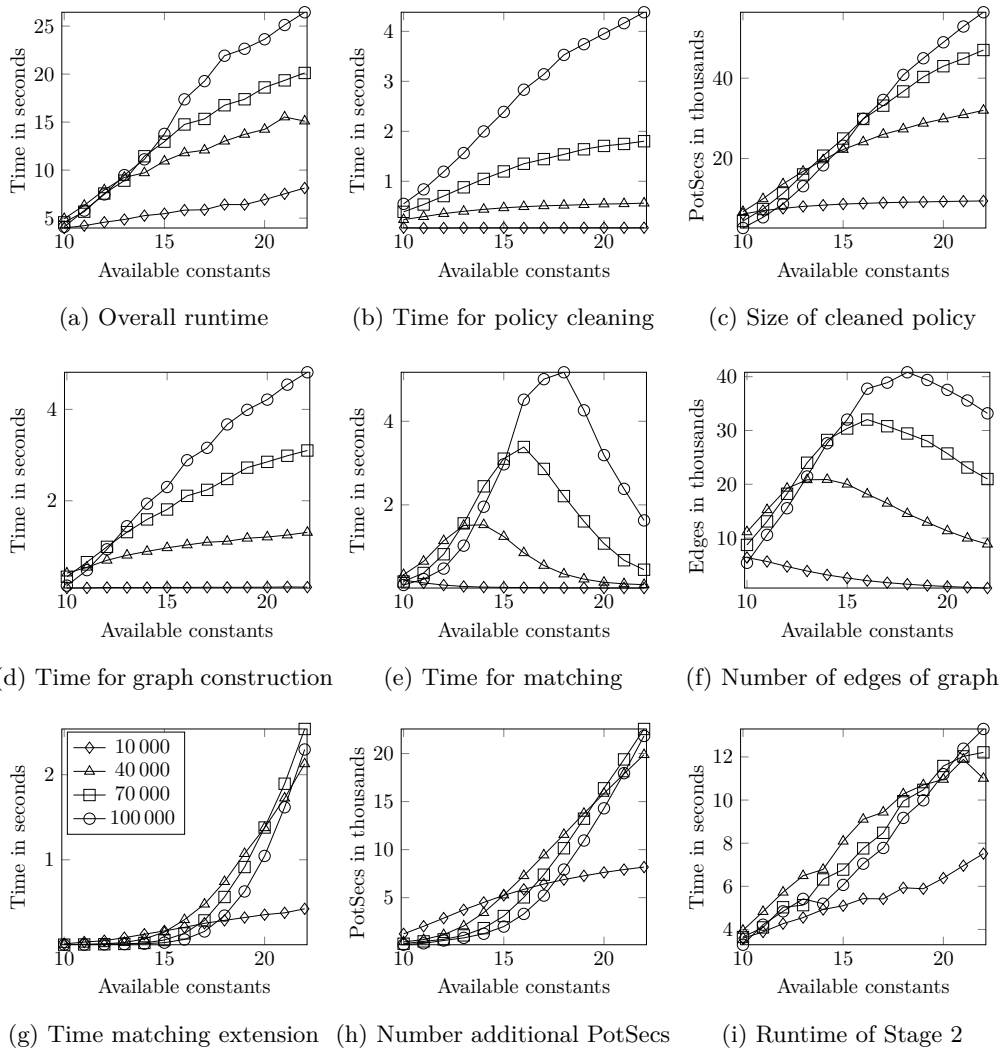 25
20
15
10
5
10 15 20
Time in seconds
Available constants
(a) Overall runtime
4
3
2
1
10 15 20
Time in seconds
Available constants
(b) Time for policy cleaning
40
20
10 15 20
PotSecs in thousands
Available constants
(c) Size of cleaned policy
4
2
10 15 20
Time in seconds
Available constants
d) Time for graph construction
4
2
10 15 20
Time in seconds
Available constants
(e) Time for matching
40
30
20
10
10 15 20
Edges in thousands
Available constants
(f) Number of edges of graph
2
1
10 15 20
Time in seconds
10 000
40 000
70 000
100 000
Available constants
(g) Time matching extension
20
15
10
5
10 15 20
PotSecs in thousands
Available constants
(h) Number additional PotSecs
12
10
8
6
4
10 15 20
Time in seconds
Available constants
(i) Runtime of Stage 2